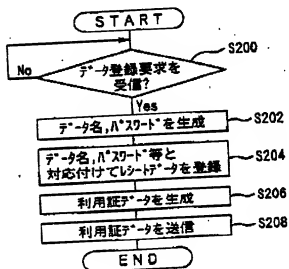 START
S200
データ登録要求を
受信?
No
Yes
データ名,パスワードを生成
S202
データ名,パスワード等と
対応付けてレシートデータを登録
S204
利用証データを生成
S206
利用証データを送信
S208
END